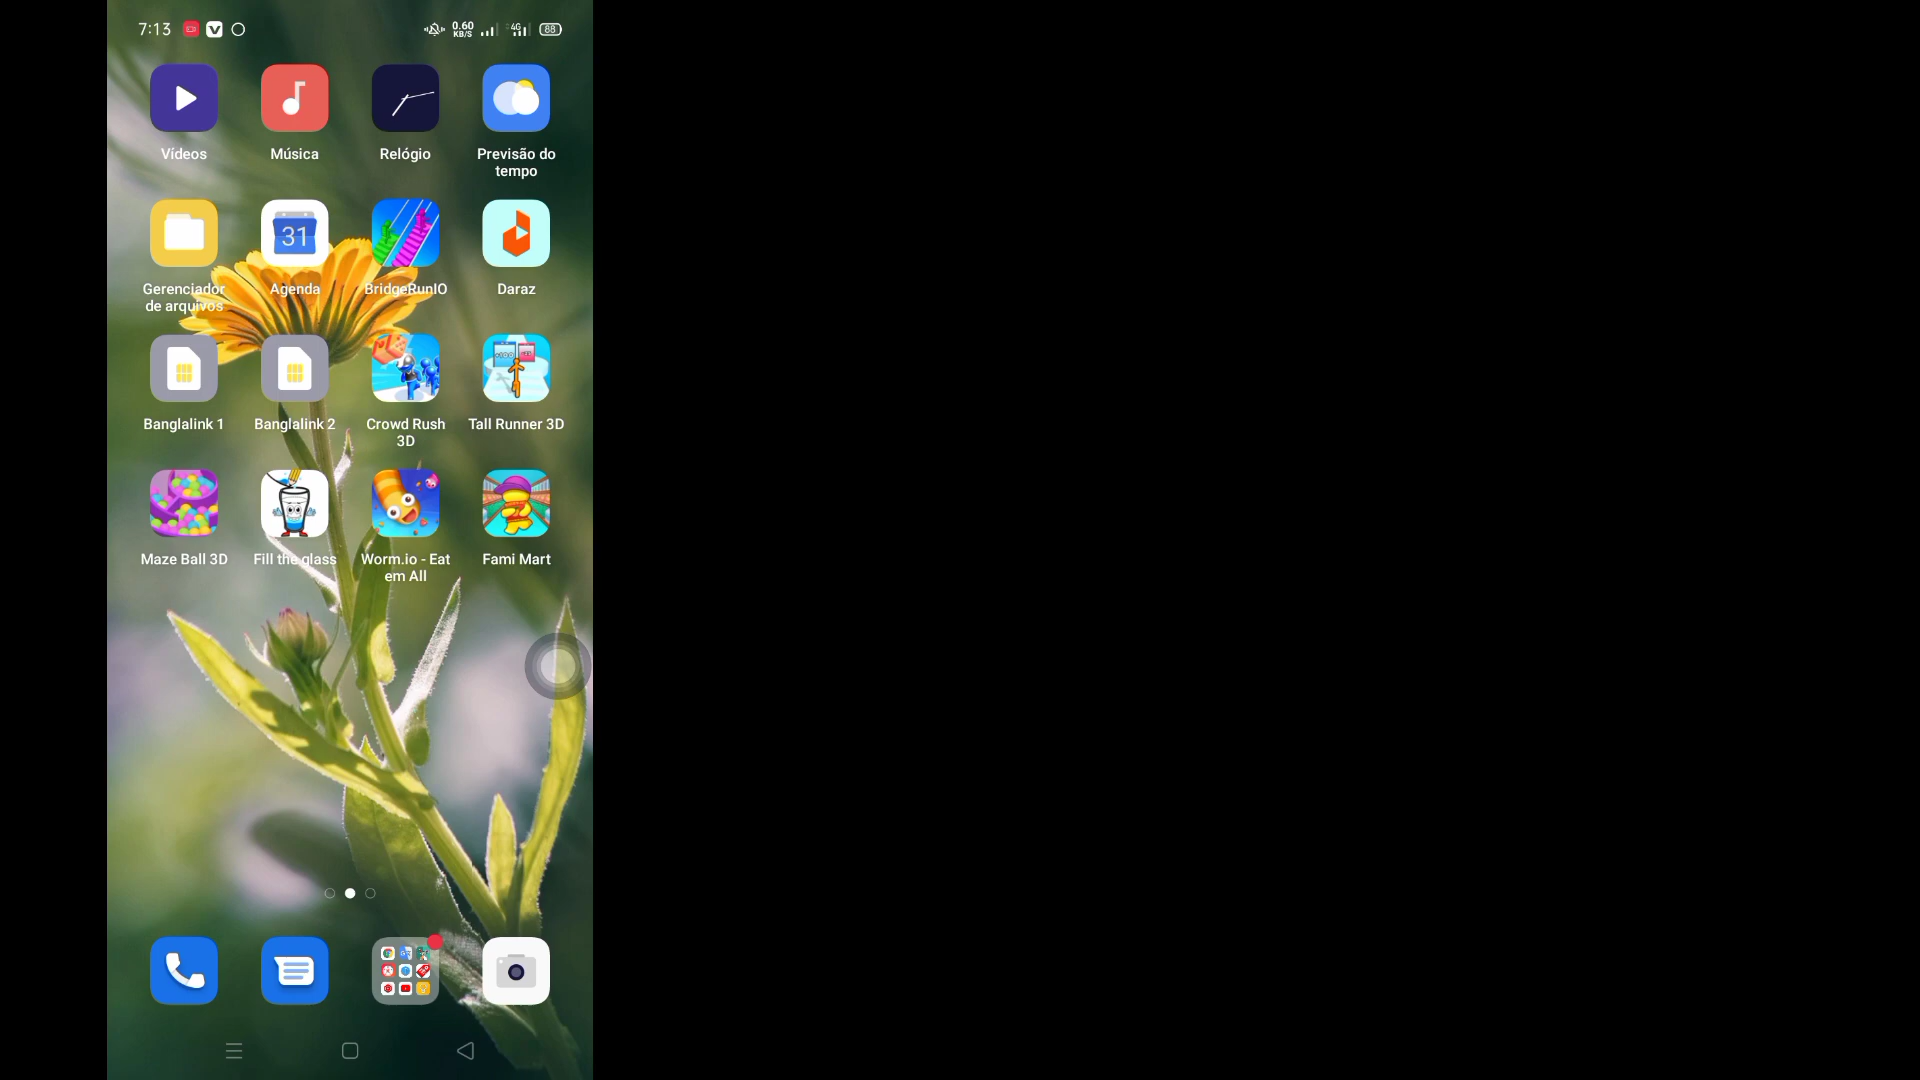 7:13
0.60
KB/S
4G
88
Vídeos
Música
Relógio
Previsão do
tempo
31
Gerenciador
de arquivos
Agenda
BridgeRunIO
Daraz
Banglalink 1
Banglalink 2
Crowd Rush
3D
Tall Runner 3D
Maze Ball 3D
Fill the glass
Worm.io - Eat
em All
Fami Mart